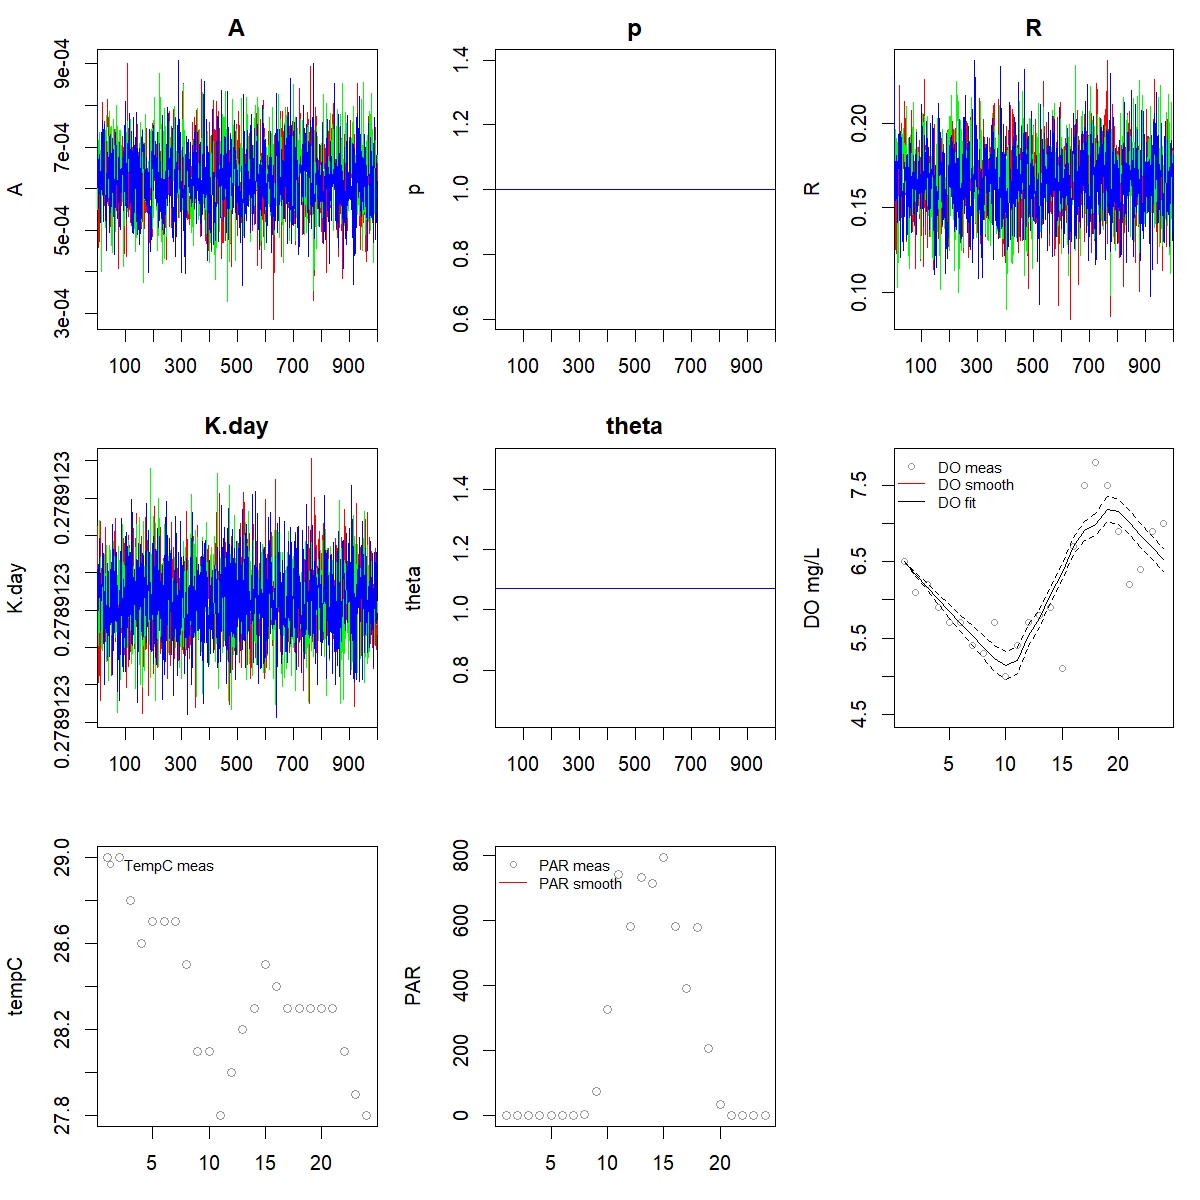 A
p
R
A
3e-04 5e-04 7e-04 9e-04
100 300 500 700 900
p
0.6 0.8 1.0 1.2 1.4
100 300 500 700 900
R
0.10 0.15 0.20
100 300 500 700 900
K.day
theta
K.day
0.2789123 0.2789123 0.2789123 0.2789123
100 300 500 700 900
theta
0.8 1.0 1.2 1.4
100 300 500 700 900
DO mg/L
4.5 5.5 6.5 7.5
DO meas
DO smooth
DO fit
5 10 15 20
tempC
27.8 28.2 28.6 29.0
TempC meas
5 10 15 20
PAR
0 200 400 600 800
PAR meas
PAR smooth
5 10 15 20